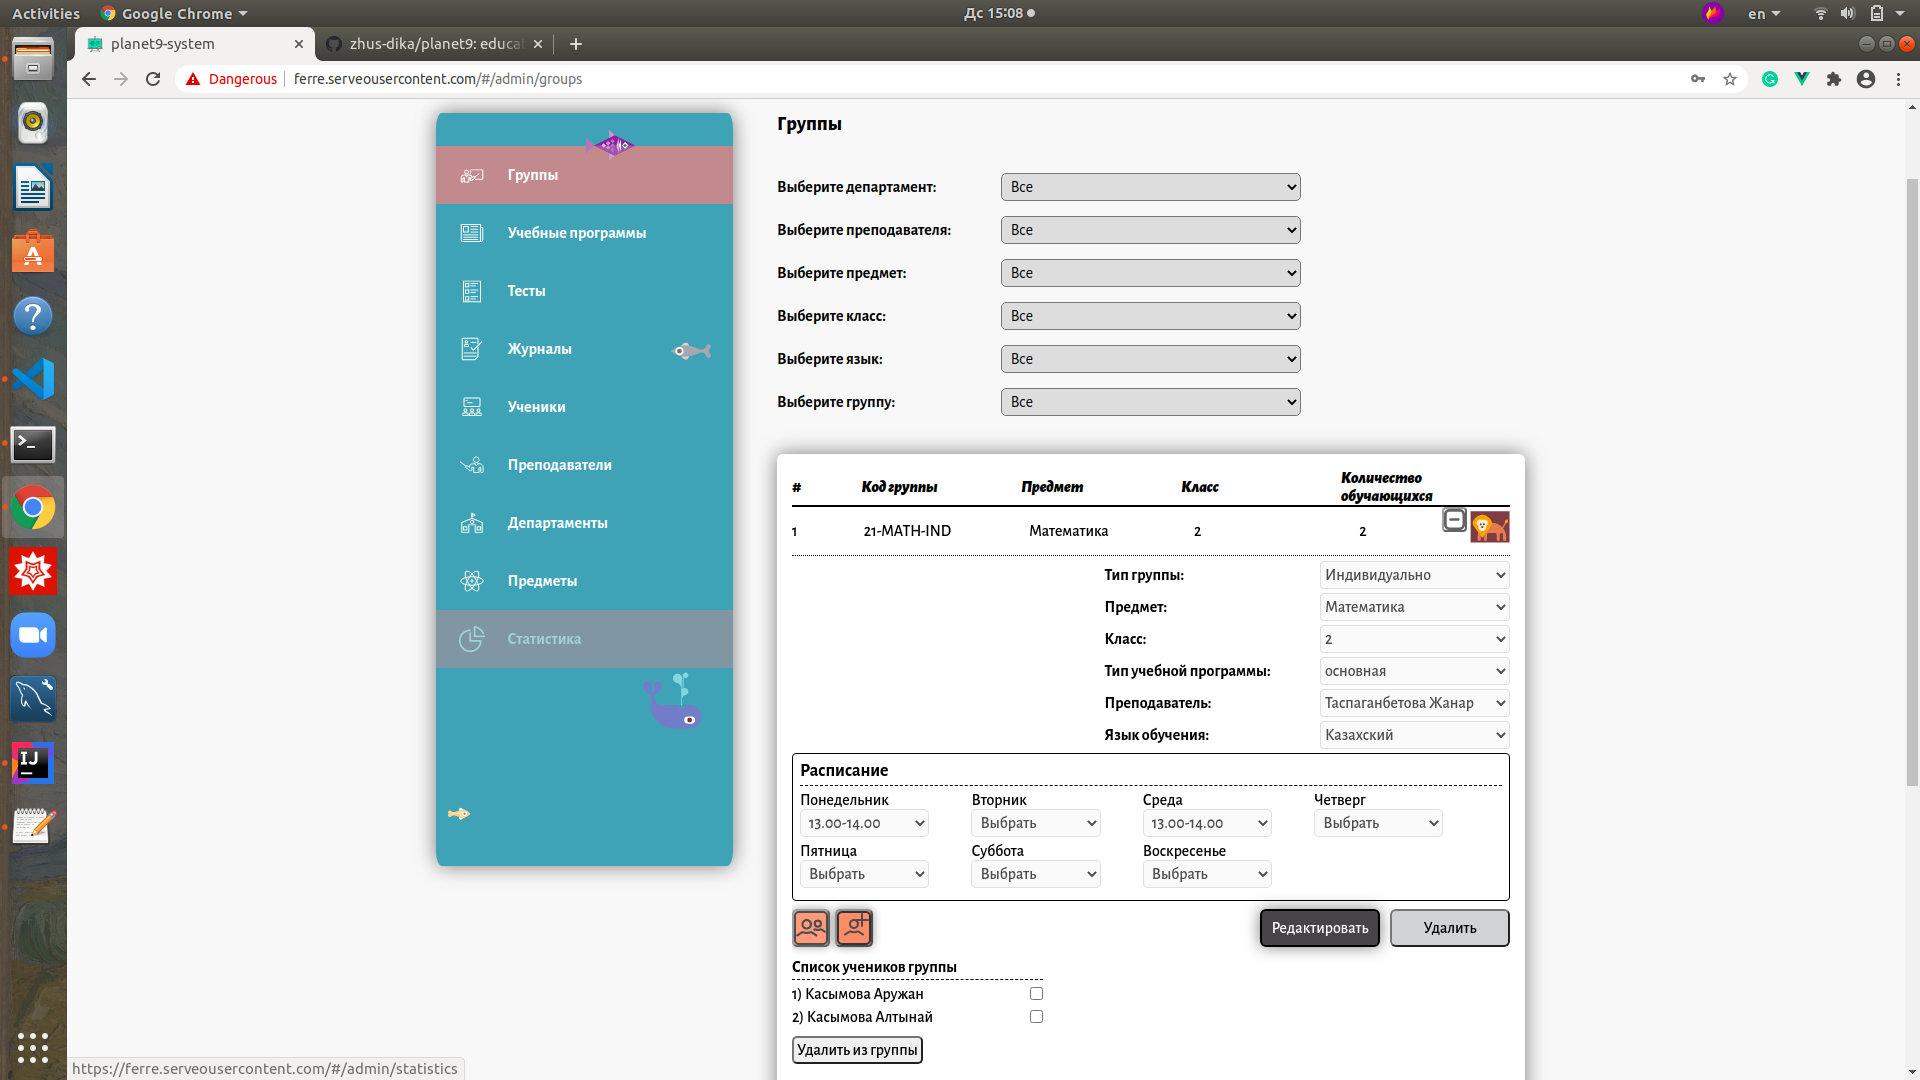 Activities
Google Chrome
Дс 15:08
en
planet9-system
zhus-dika/planet9: educa
Dangerous
ferre.serveousercontent.com/#/admin/groups
Группы
Учебные программы
Тесты
Журналы
Ученики
Преподаватели
Департаменты
Предметы
Статистика
Группы
Выберите департамент: Все
Выберите преподавателя: Все
Выберите предмет: Все
Выберите класс: Все
Выберите язык: Все
Выберите группу: Все
# Код группы Предмет Класс Количество обучающихся
1 21-MATH-IND Математика 2 2
Тип группы: Индивидуально
Предмет: Математика
Класс: 2
Тип учебной программы: основная
Преподаватель: Таспаганбетова Жанар
Язык обучения: Казахский
Расписание
Понедельник Вторник Среда Четверг
13.00-14.00 Выбрать 13.00-14.00 Выбрать
Пятница Суббота Воскресенье
Выбрать Выбрать Выбрать
Редактировать Удалить
Список учеников группы
1) Касымова Аружан
2) Касымова Алтынай
Удалить из группы
https://ferre.serveousercontent.com/#/admin/statistics